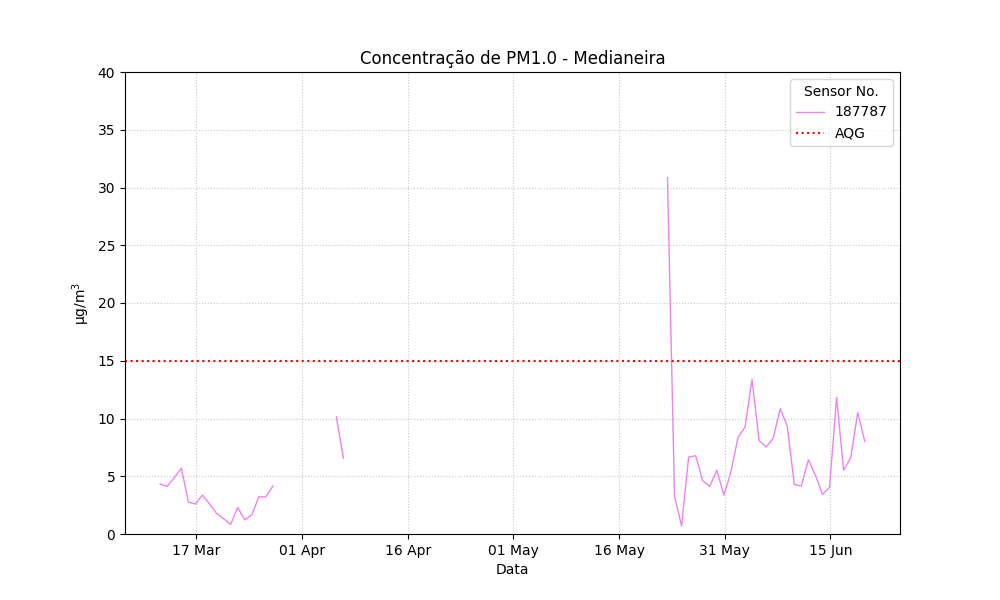 Concentração de PM1.0 - Medianeira
Sensor No.
187787
AQG
40
35
30
25
20
15
10
5
0
µg/m³
17 Mar
01 Apr
16 Apr
01 May
16 May
31 May
15 Jun
Data